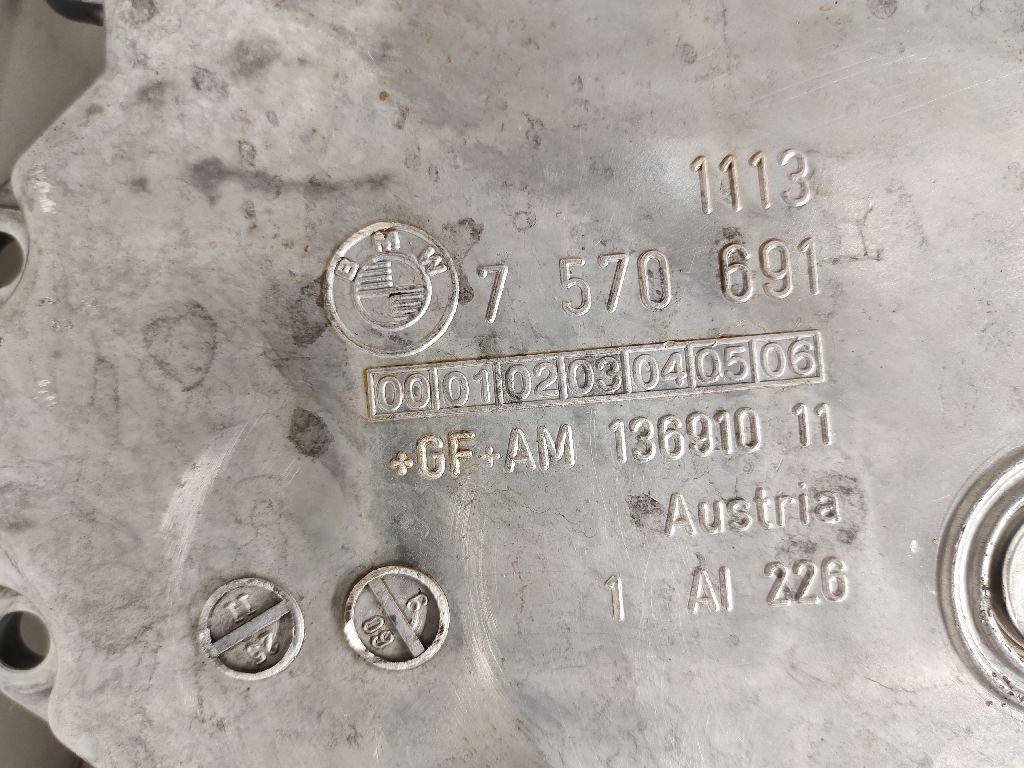 1113
BMW 7 570 691
00 01 02 03 04 05 06
+GF+ AM 136910 11
Austria
1 Al 226